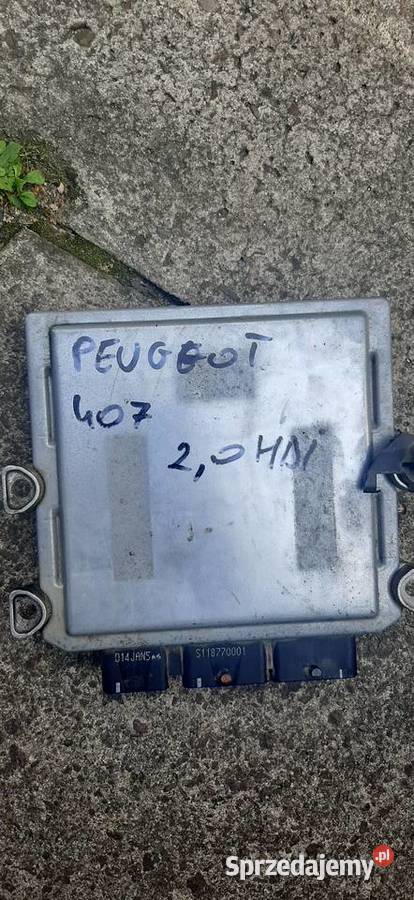 PEUGEOT
407
2,0 HDI
D14JAN5
S118770001
Sprzedajemy.pl